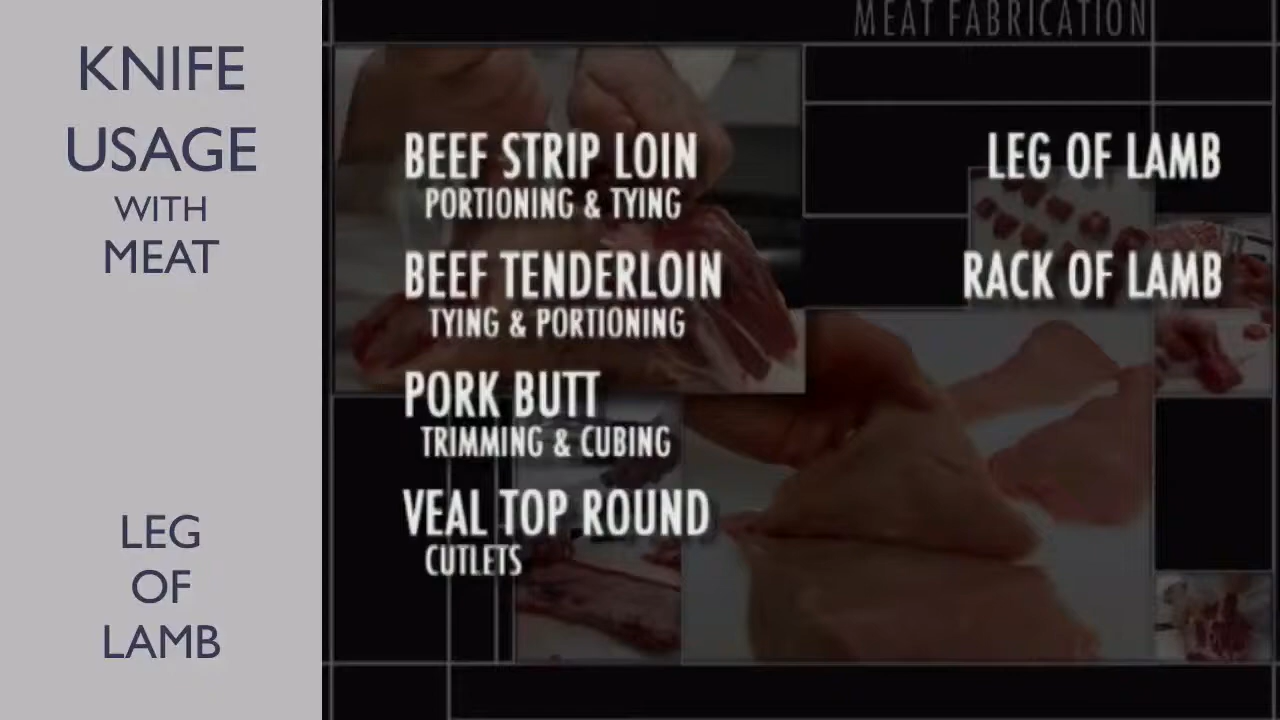 KNIFE
USAGE
WITH
MEAT
LEG
OF
LAMB
MEAT FABRICATION
BEEF STRIP LOIN
PORTIONING & TYING
BEEF TENDERLOIN
TYING & PORTIONING
PORK BUTT
TRIMMING & CUBING
VEAL TOP ROUND
CUTLETS
LEG OF LAMB
RACK OF LAMB